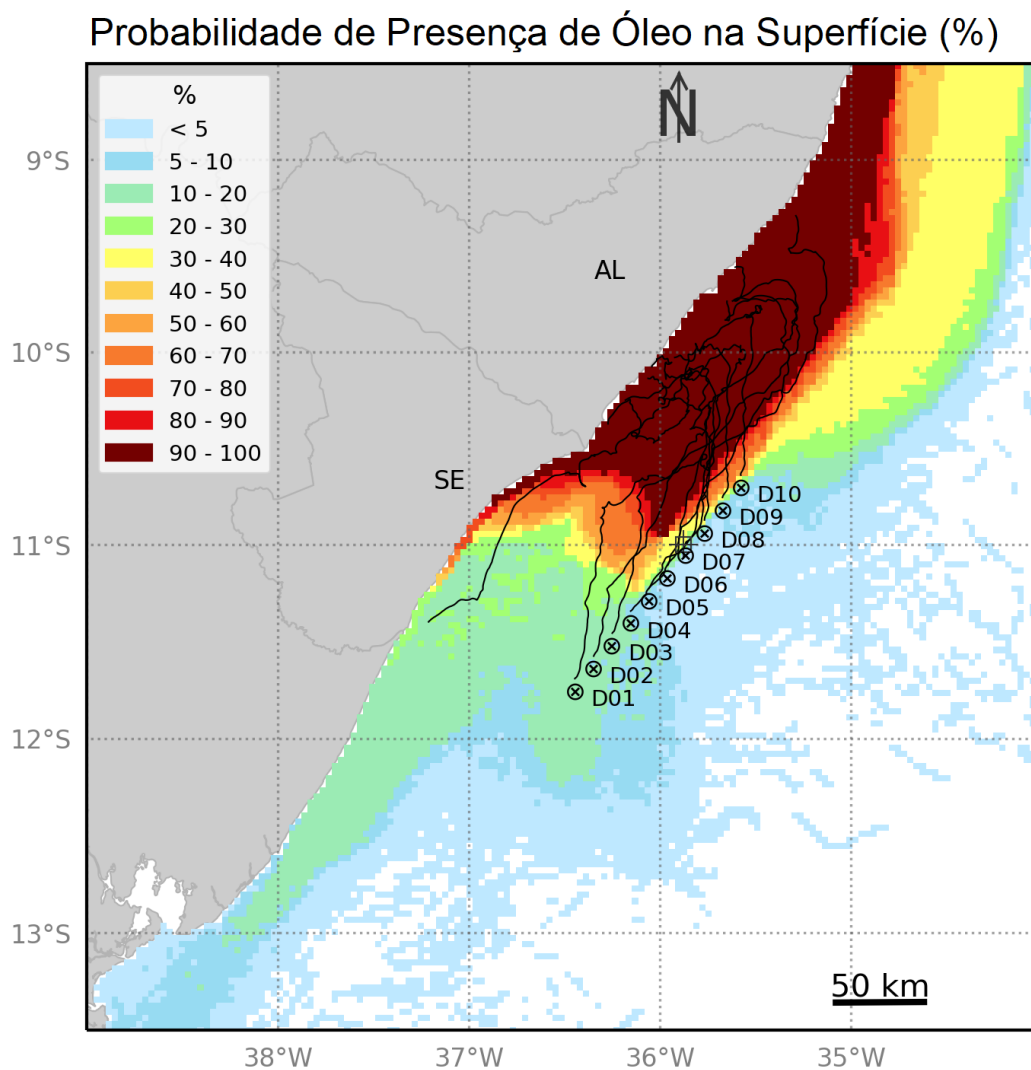 Probabilidade de Presença de Óleo na Superfície (%)
%
< 5
5 - 10
10 - 20
20 - 30
30 - 40
40 - 50
50 - 60
60 - 70
70 - 80
80 - 90
90 - 100
N
AL
SE
D10
D09
D08
D07
D06
D05
D04
D03
D02
D01
9°S
10°S
11°S
12°S
13°S
50 km
38°W
37°W
36°W
35°W